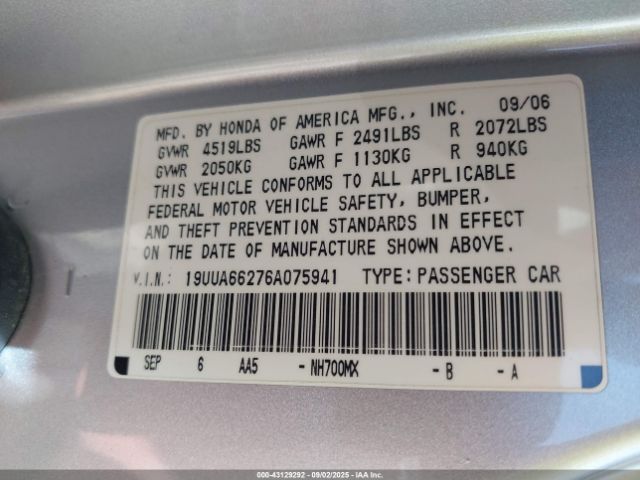 MFD. BY HONDA OF AMERICA MFG., INC. 09/06
GVWR 4519LBS GAWR F 2491LBS R 2072LBS
GVWR 2050KG GAWR F 1130KG R 940KG
THIS VEHICLE CONFORMS TO ALL APPLICABLE
FEDERAL MOTOR VEHICLE SAFETY, BUMPER,
AND THEFT PREVENTION STANDARDS IN EFFECT
ON THE DATE OF MANUFACTURE SHOWN ABOVE.
V.I.N.: 19UUA66276A075941 TYPE: PASSENGER CAR
SEP 6 AA5 - NH700MX - B - A
000-43129292 - 09/02/2025 - IAAI Inc.